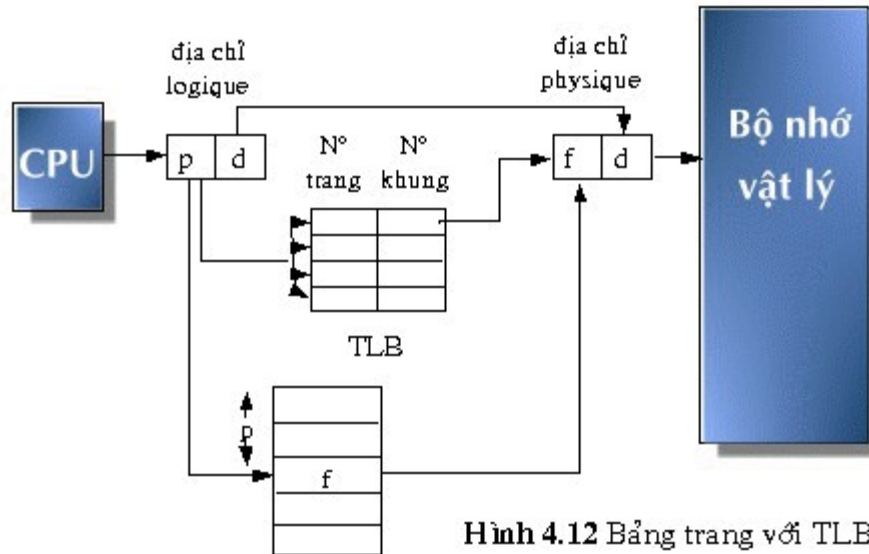 địa chỉ
logique
địa chỉ
physique
CPU
p d
N° N°
trang khung
f d
Bộ nhớ
vật lý
TLB
p
f
Hình 4.12 Bảng trang với TLB